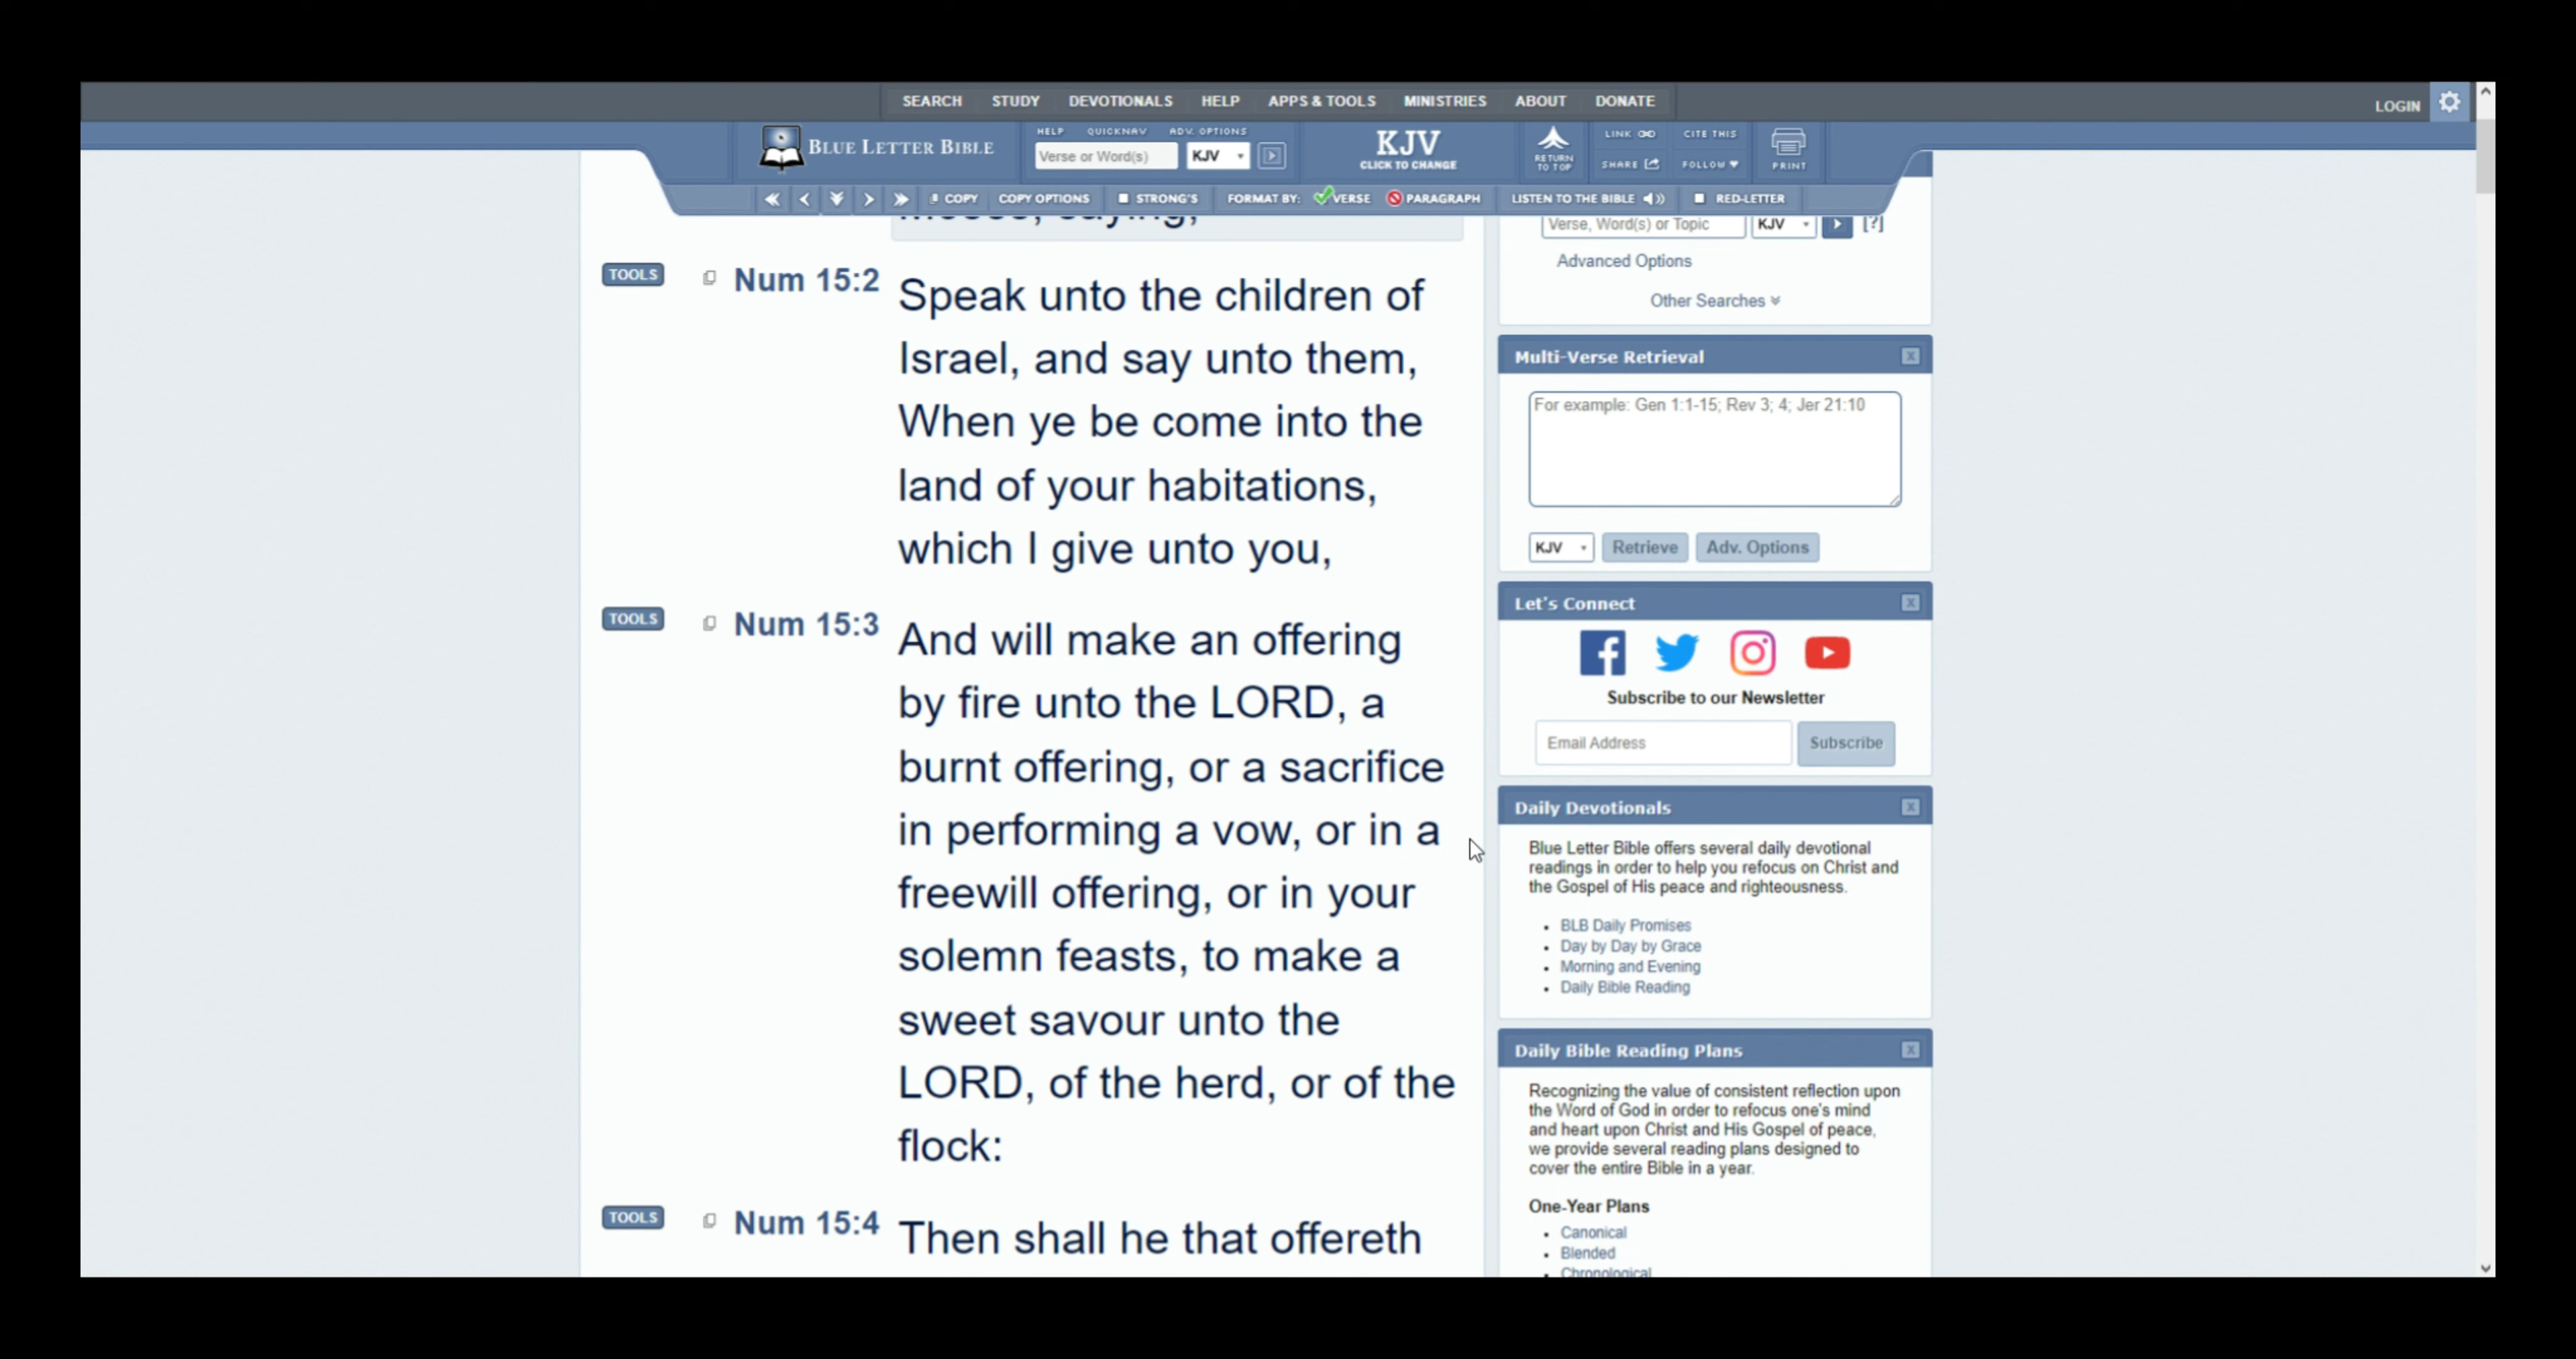 SEARCH STUDY DEVOTIONALS HELP APPS & TOOLS MINISTRIES ABOUT DONATE
LOGIN
BLUE LETTER BIBLE
HELP QUICKNAV ADV. OPTIONS
Verse or Word(s) KJV
KJV
CLICK TO CHANGE
RETURN
TO TOP
LINK CITE THIS
SHARE FOLLOW
PRINT
COPY COPY OPTIONS STRONG'S FORMAT BY: VERSE PARAGRAPH LISTEN TO THE BIBLE RED-LETTER
TOOLS Num 15:2
Speak unto the children of
Israel, and say unto them,
When ye be come into the
land of your habitations,
which I give unto you,
TOOLS Num 15:3
And will make an offering
by fire unto the LORD, a
burnt offering, or a sacrifice
in performing a vow, or in a
freewill offering, or in your
solemn feasts, to make a
sweet savour unto the
LORD, of the herd, or of the
flock:
TOOLS Num 15:4
Then shall he that offereth
Verse, Word(s) or Topic KJV [?]
Advanced Options
Other Searches
Multi-Verse Retrieval X
For example: Gen 1:1-15; Rev 3; 4; Jer 21:10
KJV Retrieve Adv. Options
Let's Connect X
Subscribe to our Newsletter
Email Address Subscribe
Daily Devotionals X
Blue Letter Bible offers several daily devotional
readings in order to help you refocus on Christ and
the Gospel of His peace and righteousness.
BLB Daily Promises
Day by Day by Grace
Morning and Evening
Daily Bible Reading
Daily Bible Reading Plans X
Recognizing the value of consistent reflection upon
the Word of God in order to refocus one's mind
and heart upon Christ and His Gospel of peace,
we provide several reading plans designed to
cover the entire Bible in a year.
One-Year Plans
Canonical
Blended
Chronological